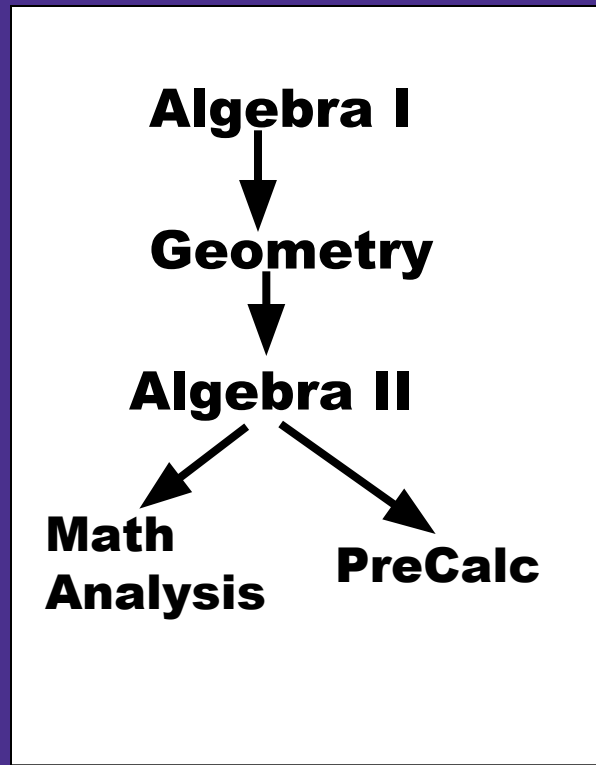 Algebra I
Geometry
Algebra II
Math
Analysis
PreCalc